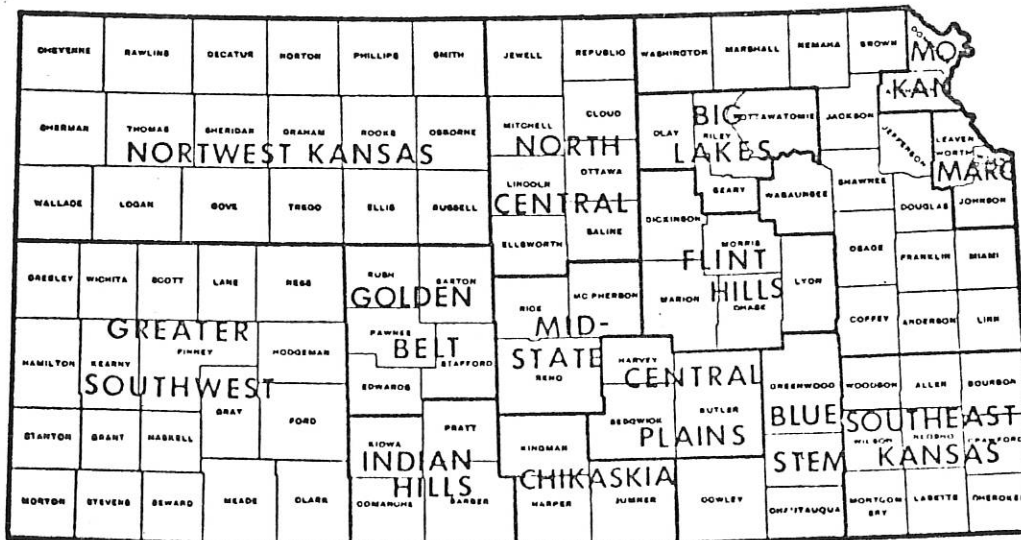 CHEYENNE RAWLINS DECATUR NORTON PHILLIPS SMITH JEWELL REPUBLIC WASHINGTON MARSHALL NEMAHA BROWN
MO-
KAN
SHERMAN THOMAS SHERIDAN GRAHAM ROOKS OSBORNE MITCHELL CLOUD CLAY RILEY POTTAWATOMIE JACKSON
BIG
LAKES
JEFFERSON LEAVENWORTH
NORTWEST KANSAS
NORTH
CENTRAL
LINCOLN OTTAWA
MARC
WALLACE LOGAN GOVE TREGO ELLIS RUSSELL
GEARY WABAUNSEE SHAWNEE DOUGLAS JOHNSON
ELLSWORTH SALINE DICKINSON MORRIS
GREELEY WICHITA SCOTT LANE NESS RUSH BARTON
OSAGE FRANKLIN MIAMI
GOLDEN
BELT
FLINT
HILLS
RICE MC PHERSON MARION CHASE LYON
GREATER
SOUTHWEST
MID-
STATE
COFFEY ANDERSON LINN
HAMILTON KEARNY FINNEY HODGEMAN PAWNEE EDWARDS STAFFORD RENO
HARVEY
CENTRAL
PLAINS
SEDGWICK BUTLER
GREENWOOD WOODSON ALLEN BOURBON
BLUE
STEM
SOUTHEAST
KANSAS
WILSON NEOSHO CRAWFORD
STANTON GRANT HASKELL GRAY FORD KIOWA PRATT KINGMAN
INDIAN
HILLS
CHIKASKIA
MORTON STEVENS SEWARD MEADE CLARK COMANCHE BARBER HARPER SUMNER COWLEY CHAUTAUQUA MONTGOM
ERY LABETTE CHEROKEE